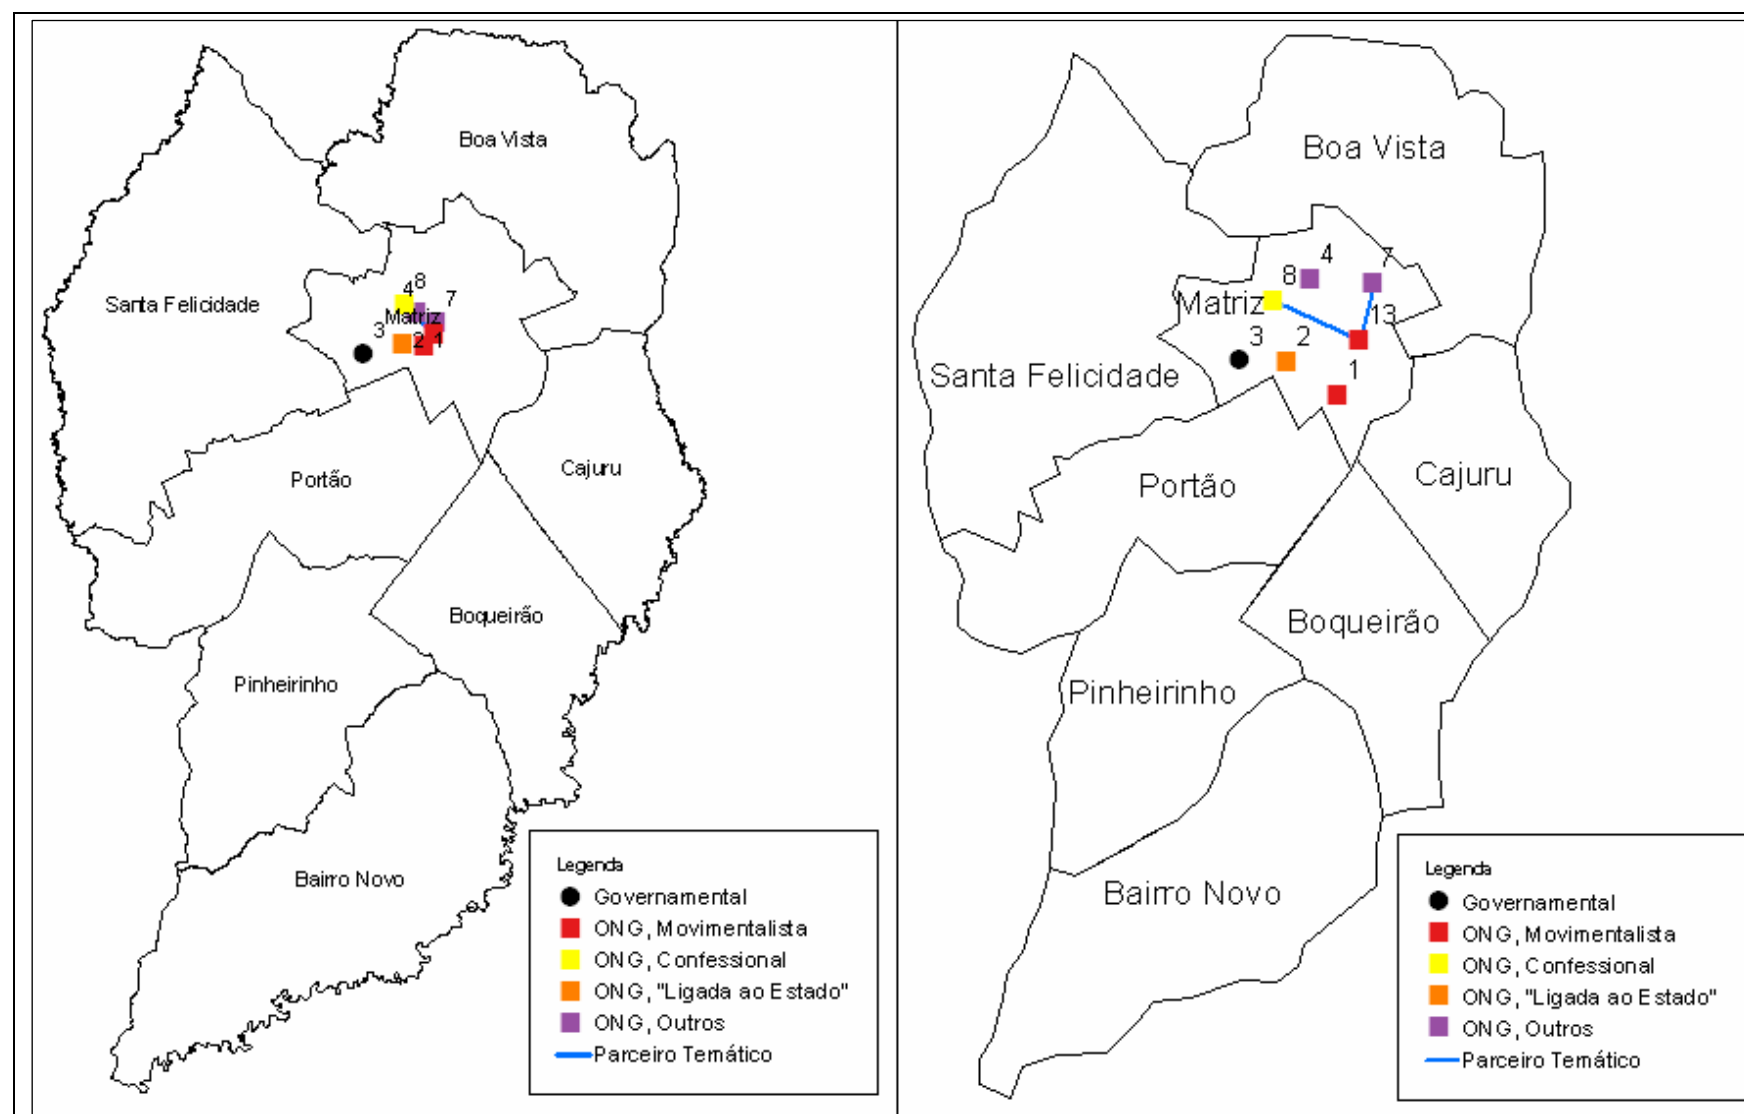 Boa Vista
Santa Felicidade
8
4
7
Matriz
3
2
1
Portão
Cajuru
Boqueirão
Pinheirinho
Bairro Novo
Legenda
Governamental
ONG, Movimentalista
ONG, Confessional
ONG, "Ligada ao Estado"
ONG, Outros
Parceiro Temático
Boa Vista
4
7
8
Matriz
13
3
2
1
Santa Felicidade
Cajuru
Portão
Boqueirão
Pinheirinho
Bairro Novo
Legenda
Governamental
ONG, Movimentalista
ONG, Confessional
ONG, "Ligada ao Estado"
ONG, Outros
Parceiro Temático